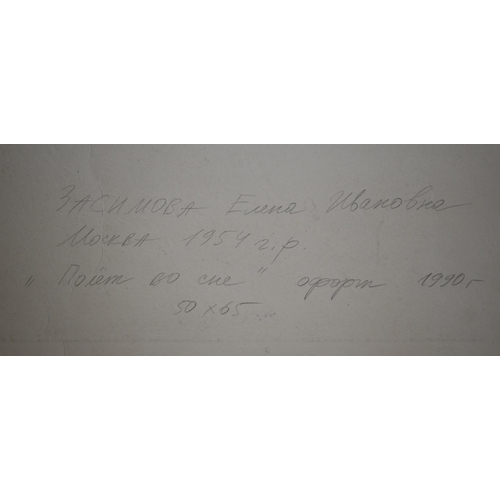 ЗАСИМОВА Елена Ивановна
Москва 1954 г.р.
„Полёт во сне" офорт 1990 г
50 х 65